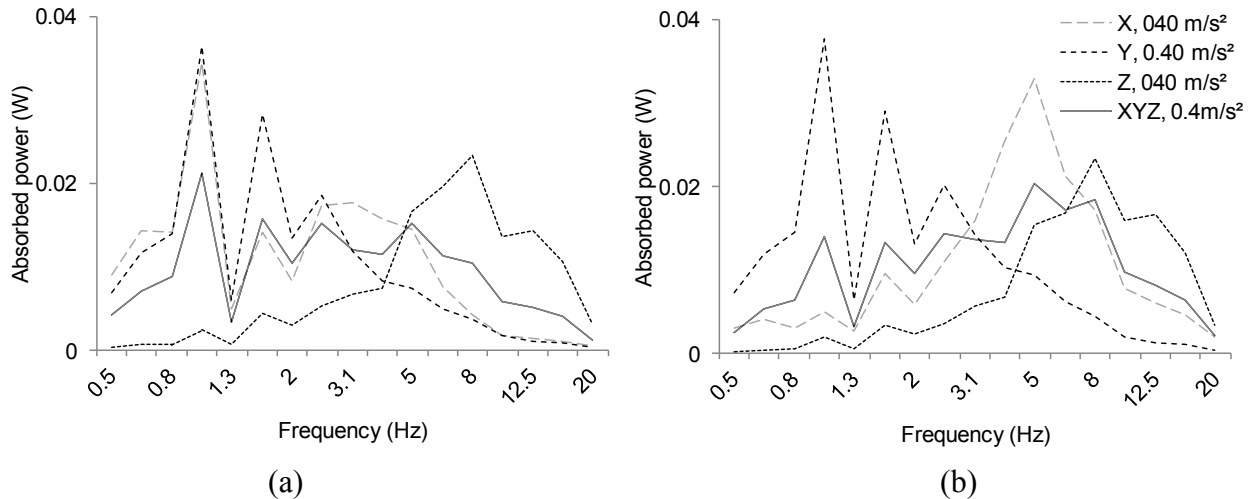 0.04
0.02
0
Absorbed power (W)
0.5
0.8
1.3
2
3.1
5
8
12.5
20
Frequency (Hz)
(a)
0.04
0.02
0
Absorbed power (W)
0.5
0.8
1.3
2
3.1
5
8
12.5
20
Frequency (Hz)
(b)
X, 040 m/s²
Y, 0.40 m/s²
Z, 040 m/s²
XYZ, 0.4m/s²